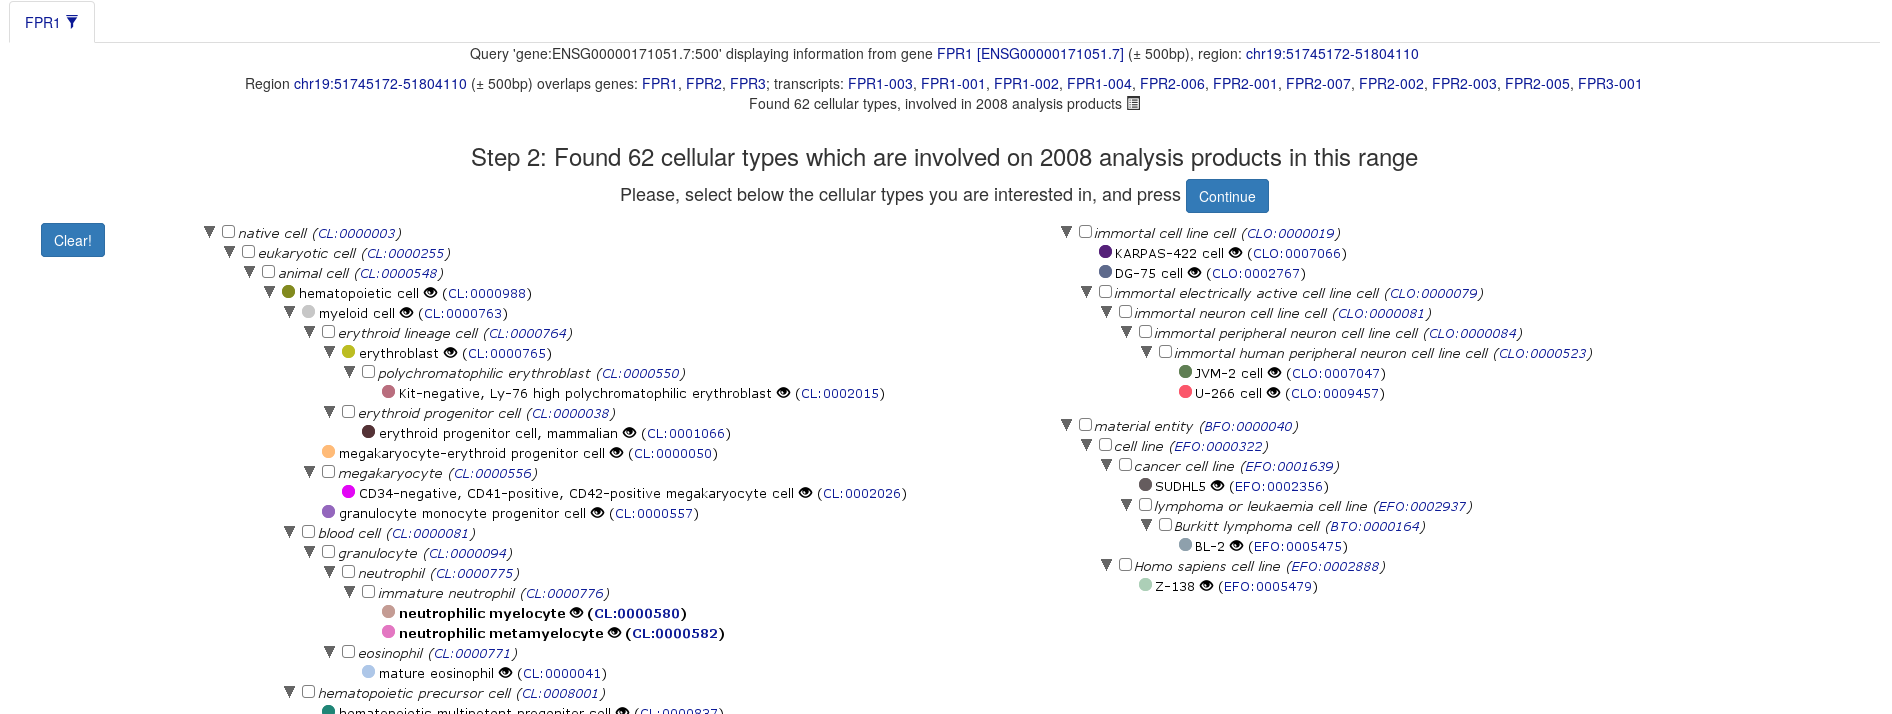 FPR1
Query 'gene:ENSG00000171051.7:500' displaying information from gene FPR1 [ENSG00000171051.7] (± 500bp), region: chr19:51745172-51804110
Region chr19:51745172-51804110 (± 500bp) overlaps genes: FPR1, FPR2, FPR3; transcripts: FPR1-003, FPR1-001, FPR1-002, FPR1-004, FPR2-006, FPR2-001, FPR2-007, FPR2-002, FPR2-003, FPR2-005, FPR3-001
Found 62 cellular types, involved in 2008 analysis products
Step 2: Found 62 cellular types which are involved on 2008 analysis products in this range
Please, select below the cellular types you are interested in, and press Continue
Clear!
native cell (CL:0000003)
eukaryotic cell (CL:0000255)
animal cell (CL:0000548)
hematopoietic cell (CL:0000988)
myeloid cell (CL:0000763)
erythroid lineage cell (CL:0000764)
erythroblast (CL:0000765)
polychromatophilic erythroblast (CL:0000550)
Kit-negative, Ly-76 high polychromatophilic erythroblast (CL:0002015)
erythroid progenitor cell (CL:0000038)
erythroid progenitor cell, mammalian (CL:0001066)
megakaryocyte-erythroid progenitor cell (CL:0000050)
megakaryocyte (CL:0000556)
CD34-negative, CD41-positive, CD42-positive megakaryocyte cell (CL:0002026)
granulocyte monocyte progenitor cell (CL:0000557)
blood cell (CL:0000081)
granulocyte (CL:0000094)
neutrophil (CL:0000775)
immature neutrophil (CL:0000776)
neutrophilic myelocyte (CL:0000580)
neutrophilic metamyelocyte (CL:0000582)
eosinophil (CL:0000771)
mature eosinophil (CL:0000041)
hematopoietic precursor cell (CL:0008001)
hematopoietic multipotent progenitor cell (CL:0000837)
immortal cell line cell (CLO:0000019)
KARPAS-422 cell (CLO:0007066)
DG-75 cell (CLO:0002767)
immortal electrically active cell line cell (CLO:0000079)
immortal neuron cell line cell (CLO:0000081)
immortal peripheral neuron cell line cell (CLO:0000084)
immortal human peripheral neuron cell line cell (CLO:0000523)
JVM-2 cell (CLO:0007047)
U-266 cell (CLO:0009457)
material entity (BFO:0000040)
cell line (EFO:0000322)
cancer cell line (EFO:0001639)
SUDHL5 (EFO:0002356)
lymphoma or leukaemia cell line (EFO:0002937)
Burkitt lymphoma cell (BTO:0000164)
BL-2 (EFO:0005475)
Homo sapiens cell line (EFO:0002888)
Z-138 (EFO:0005479)